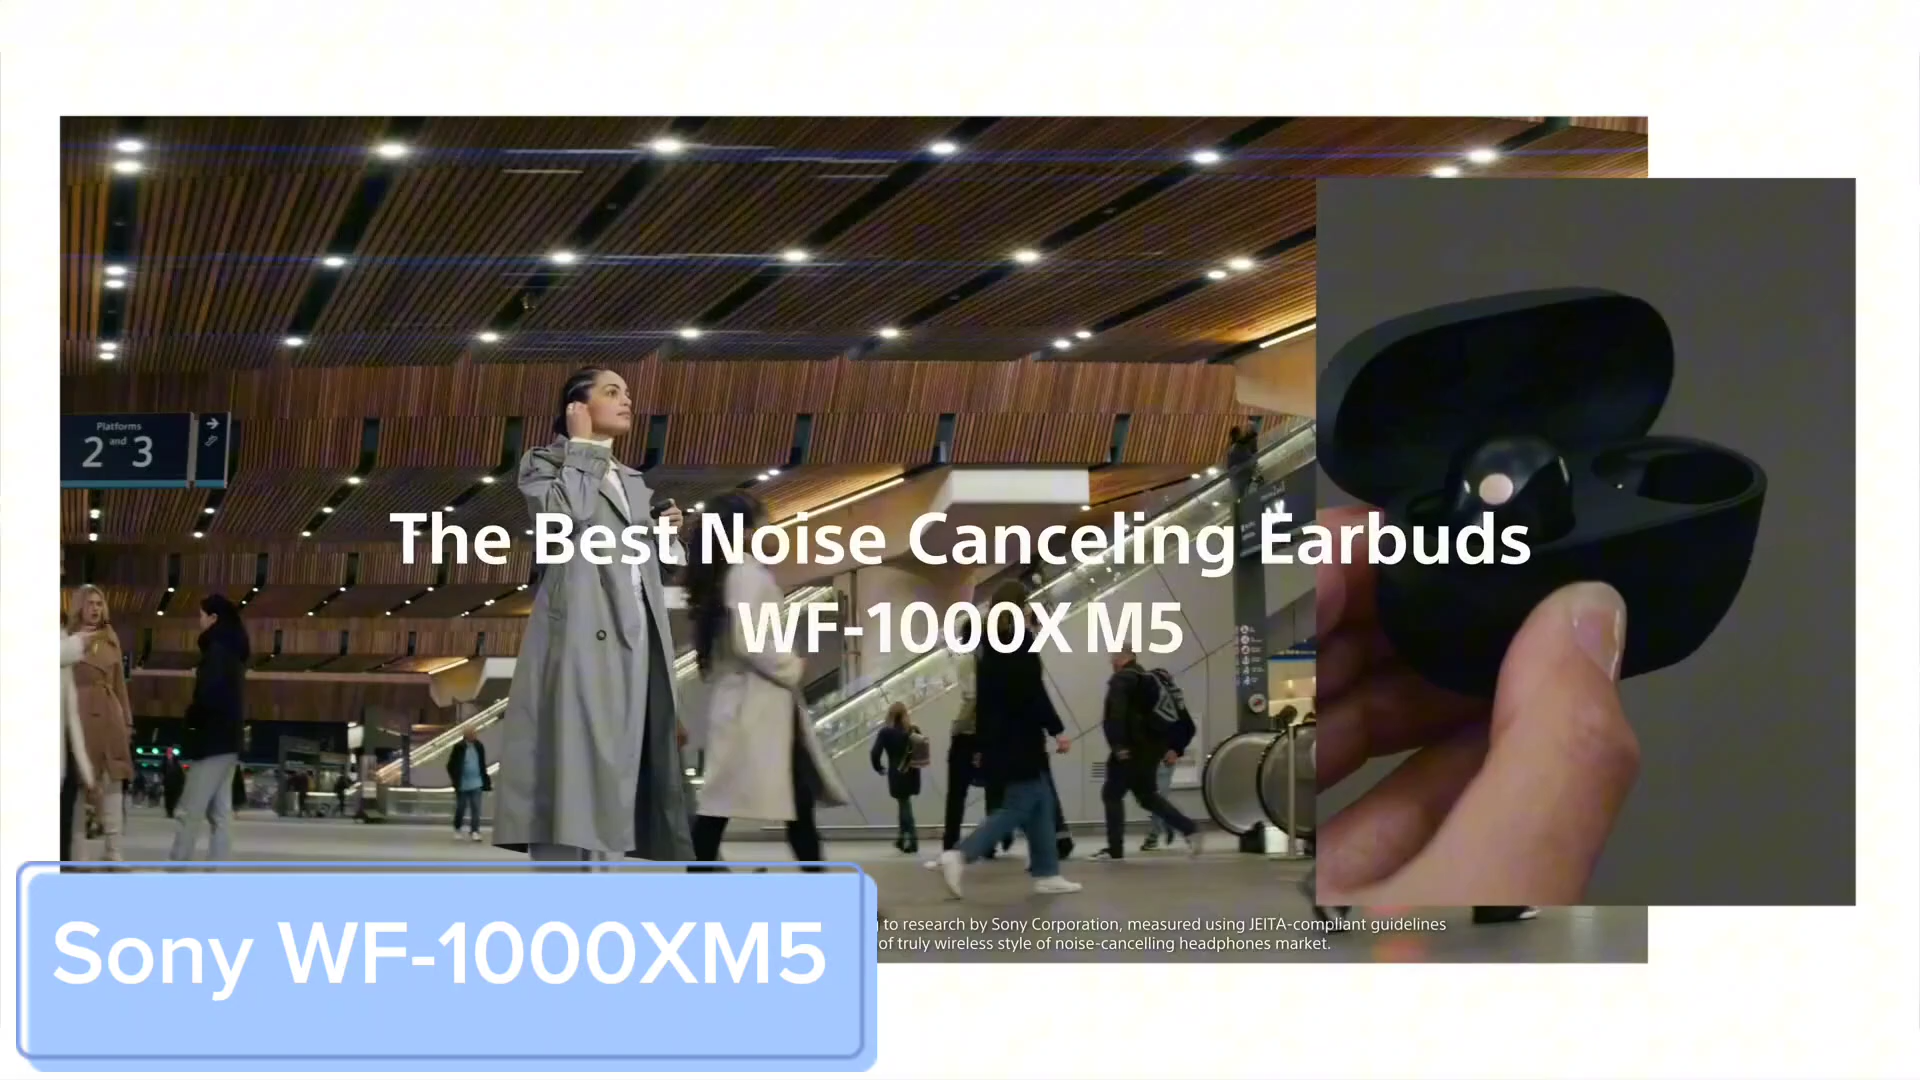 Platforms
2 and 3
The Best Noise Canceling Earbuds
WF-1000X M5
to research by Sony Corporation, measured using JEITA-compliant guidelines
of truly wireless style of noise-cancelling headphones market.
Sony WF-1000XM5